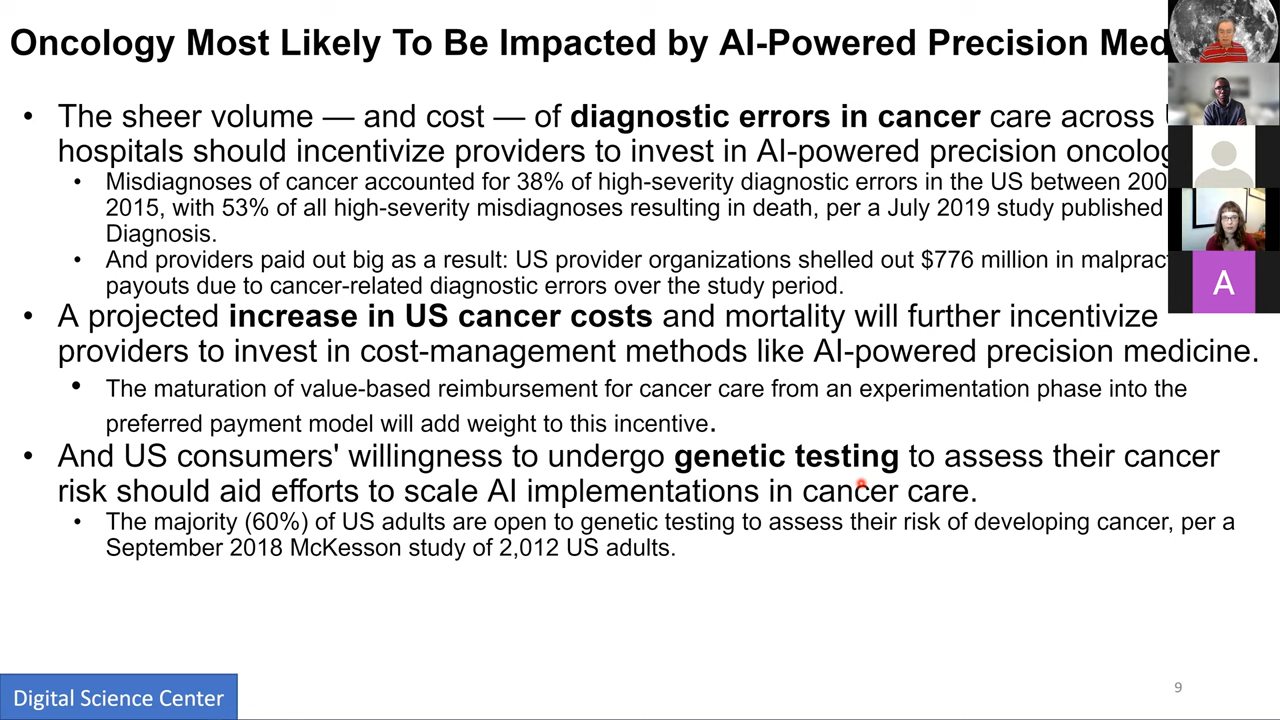 Oncology Most Likely To Be Impacted by AI-Powered Precision Med
• The sheer volume — and cost — of diagnostic errors in cancer care across
hospitals should incentivize providers to invest in AI-powered precision oncolog
• Misdiagnoses of cancer accounted for 38% of high-severity diagnostic errors in the US between 200
2015, with 53% of all high-severity misdiagnoses resulting in death, per a July 2019 study published
Diagnosis.
• And providers paid out big as a result: US provider organizations shelled out $776 million in malprac
payouts due to cancer-related diagnostic errors over the study period.
• A projected increase in US cancer costs and mortality will further incentivize
providers to invest in cost-management methods like AI-powered precision medicine.
• The maturation of value-based reimbursement for cancer care from an experimentation phase into the
preferred payment model will add weight to this incentive.
• And US consumers' willingness to undergo genetic testing to assess their cancer
risk should aid efforts to scale AI implementations in cancer care.
• The majority (60%) of US adults are open to genetic testing to assess their risk of developing cancer, per a
September 2018 McKesson study of 2,012 US adults.
A
Digital Science Center
9